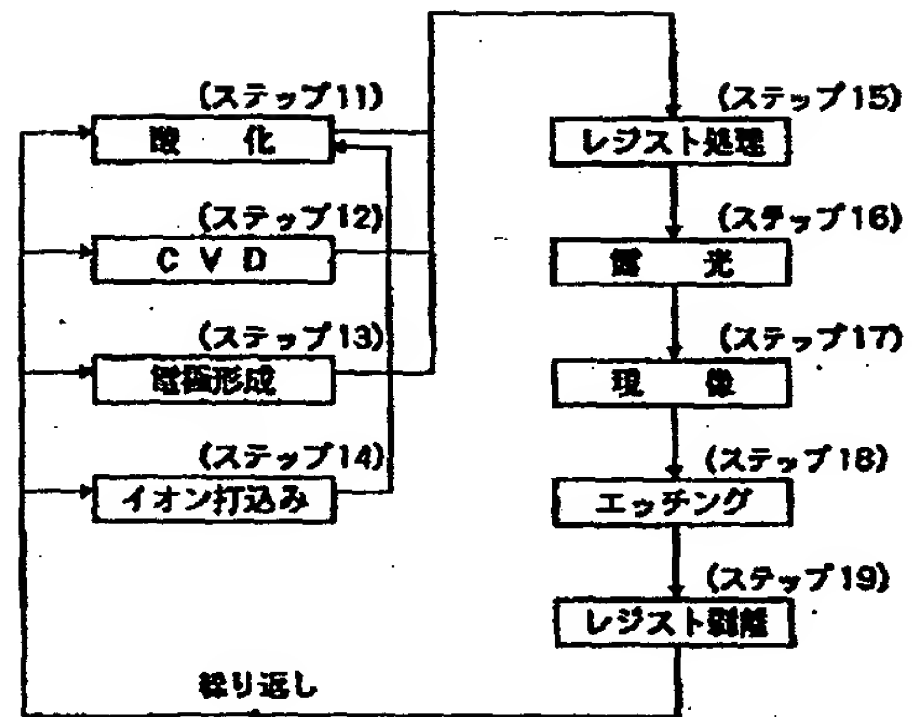 (ステップ11)
酸 化
(ステップ12)
C V D
(ステップ13)
電極形成
(ステップ14)
イオン打込み
(ステップ15)
レジスト処理
(ステップ16)
露 光
(ステップ17)
現 像
(ステップ18)
エッチング
(ステップ19)
レジスト剥離
繰り返し